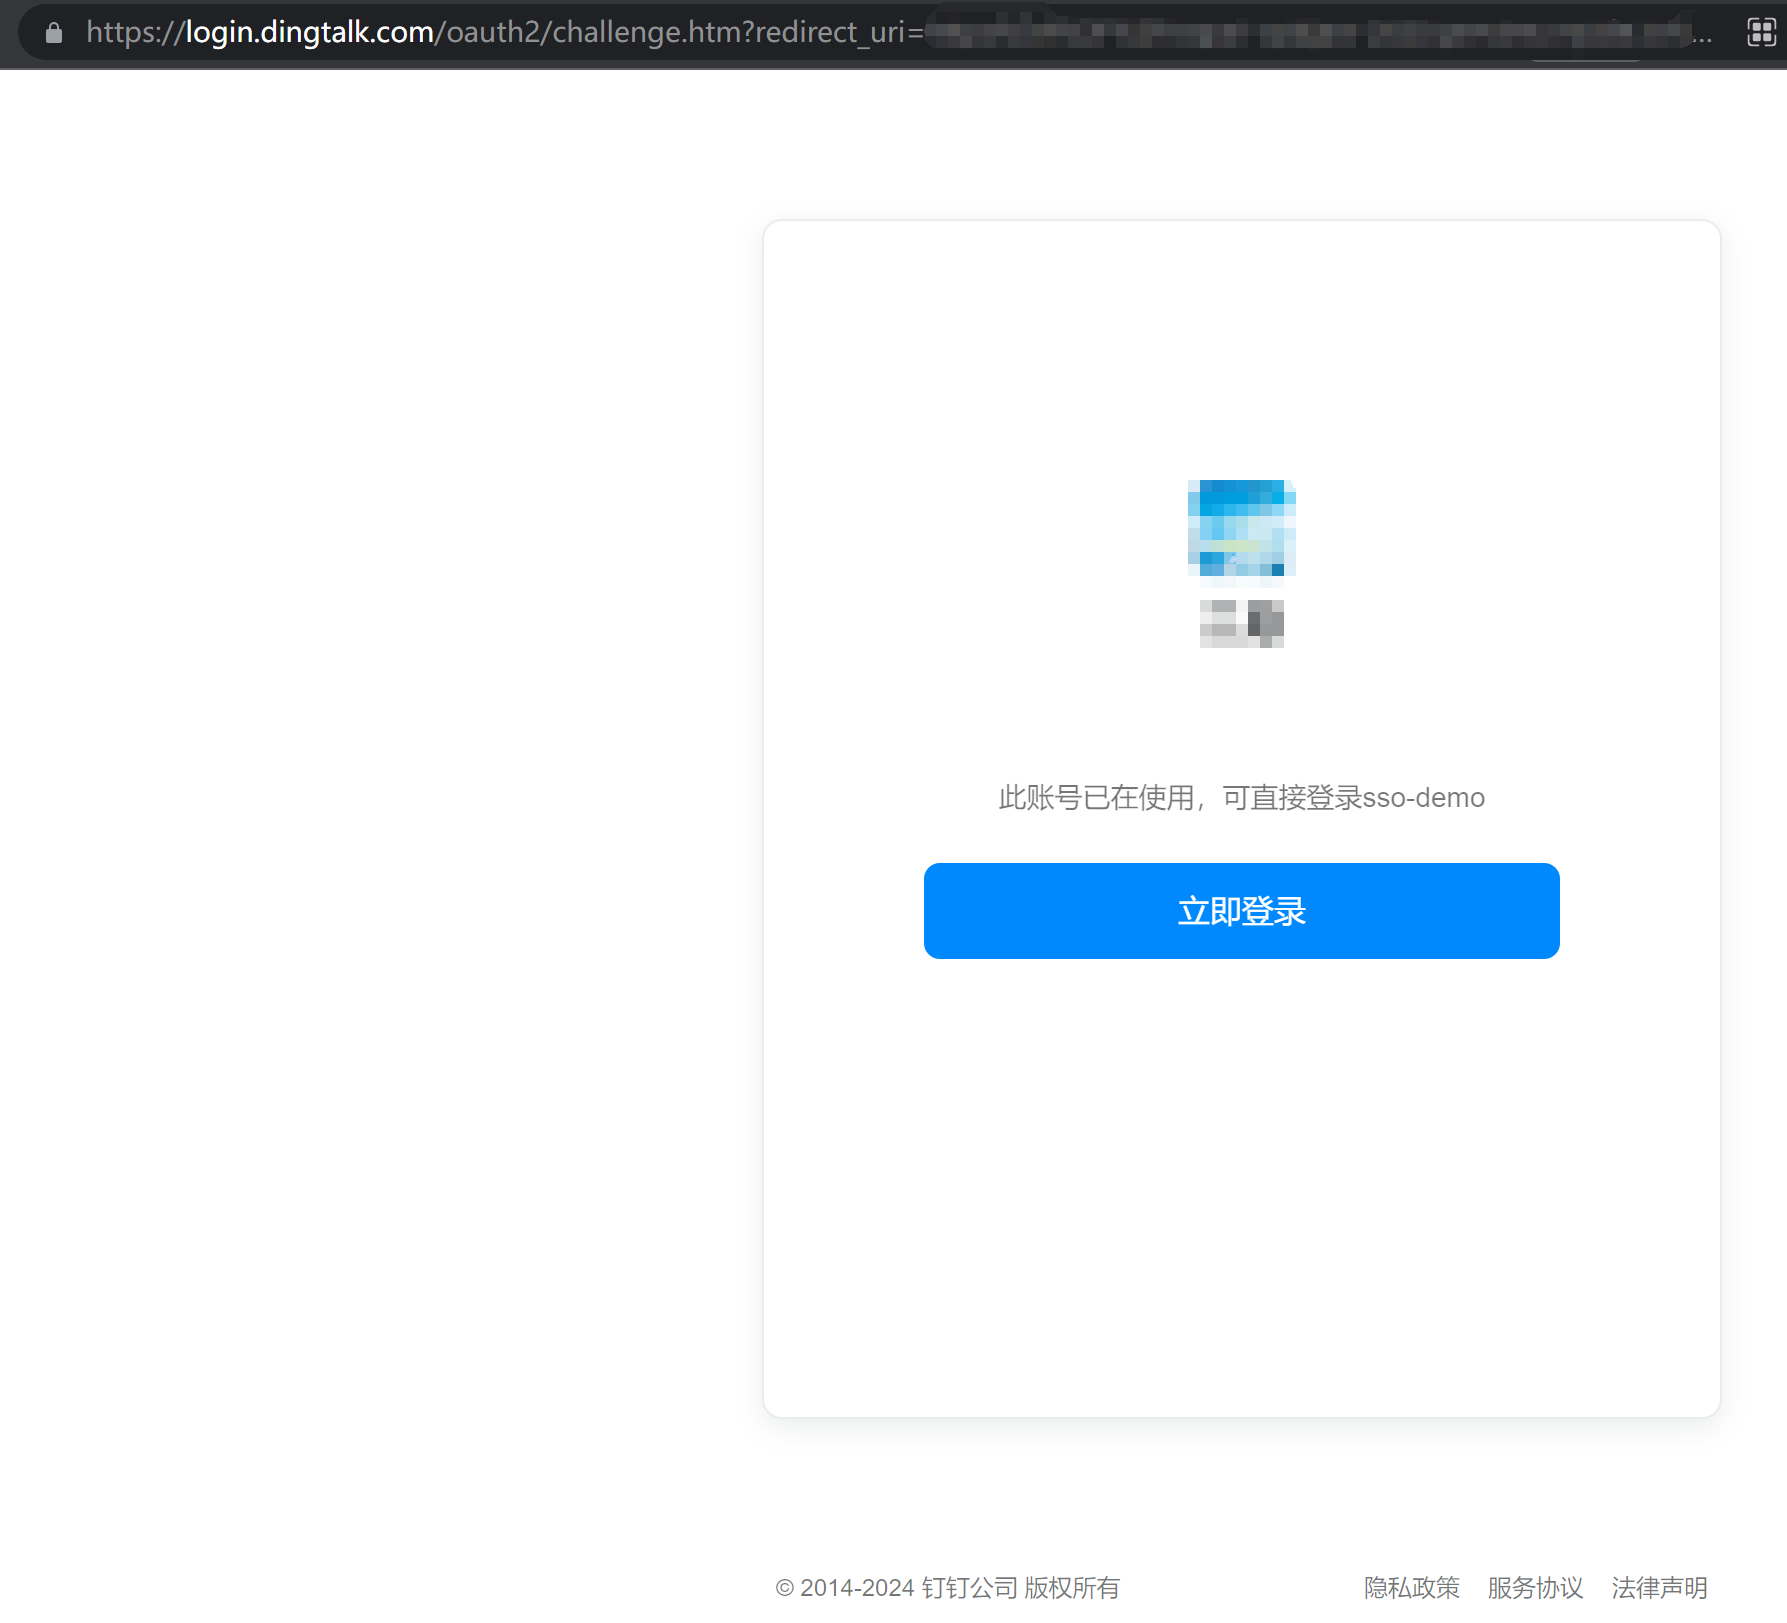 https://login.dingtalk.com/oauth2/challenge.htm?redirect_uri=
此账号已在使用，可直接登录sso-demo
立即登录
© 2014-2024 钉钉公司 版权所有 隐私政策 服务协议 法律声明